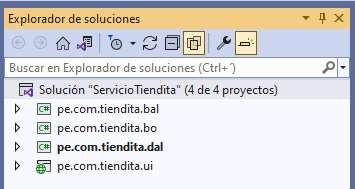 Explorador de soluciones
Buscar en Explorador de soluciones (Ctrl+´)
Solución "ServicioTiendita" (4 de 4 proyectos)
C# pe.com.tiendita.bal
C# pe.com.tiendita.bo
C# pe.com.tiendita.dal
pe.com.tiendita.ui